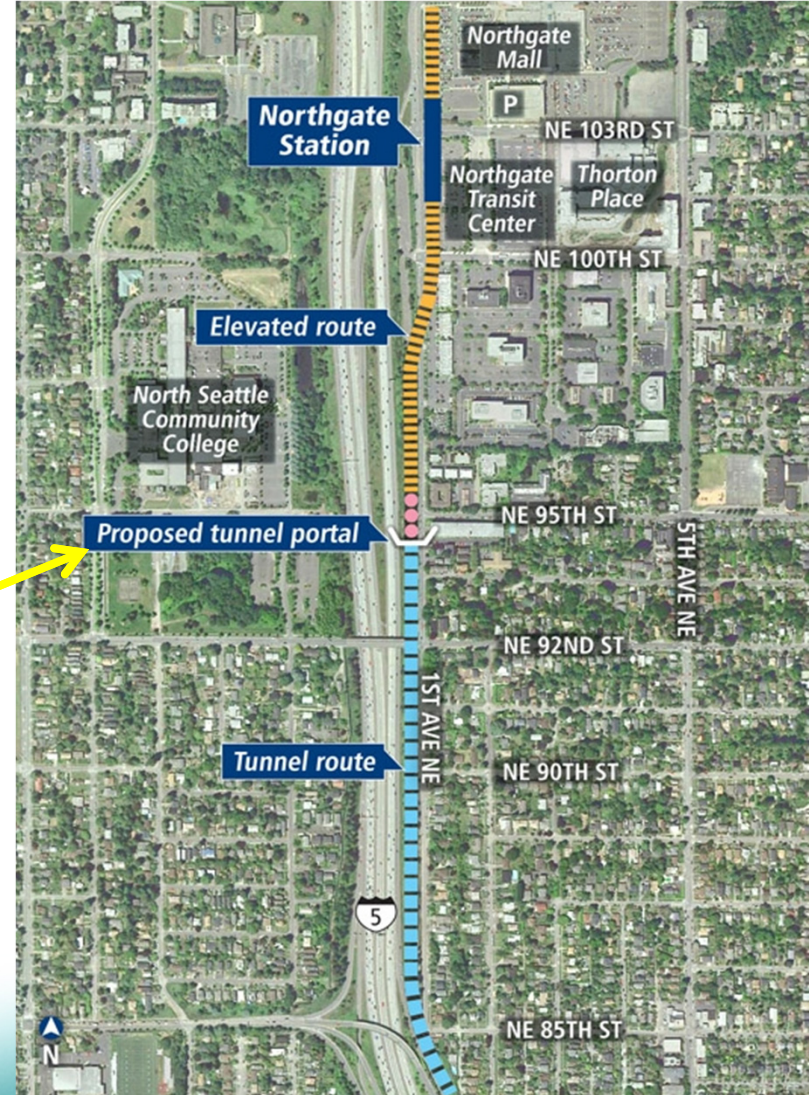 Northgate
Mall
P
Northgate
Station
NE 103RD ST
Northgate
Transit
Center
Thorton
Place
NE 100TH ST
Elevated route
North Seattle
Community
College
NE 95TH ST
Proposed tunnel portal
5TH AVE NE
NE 92ND ST
1ST AVE NE
Tunnel route
NE 90TH ST
5
NE 85TH ST
N